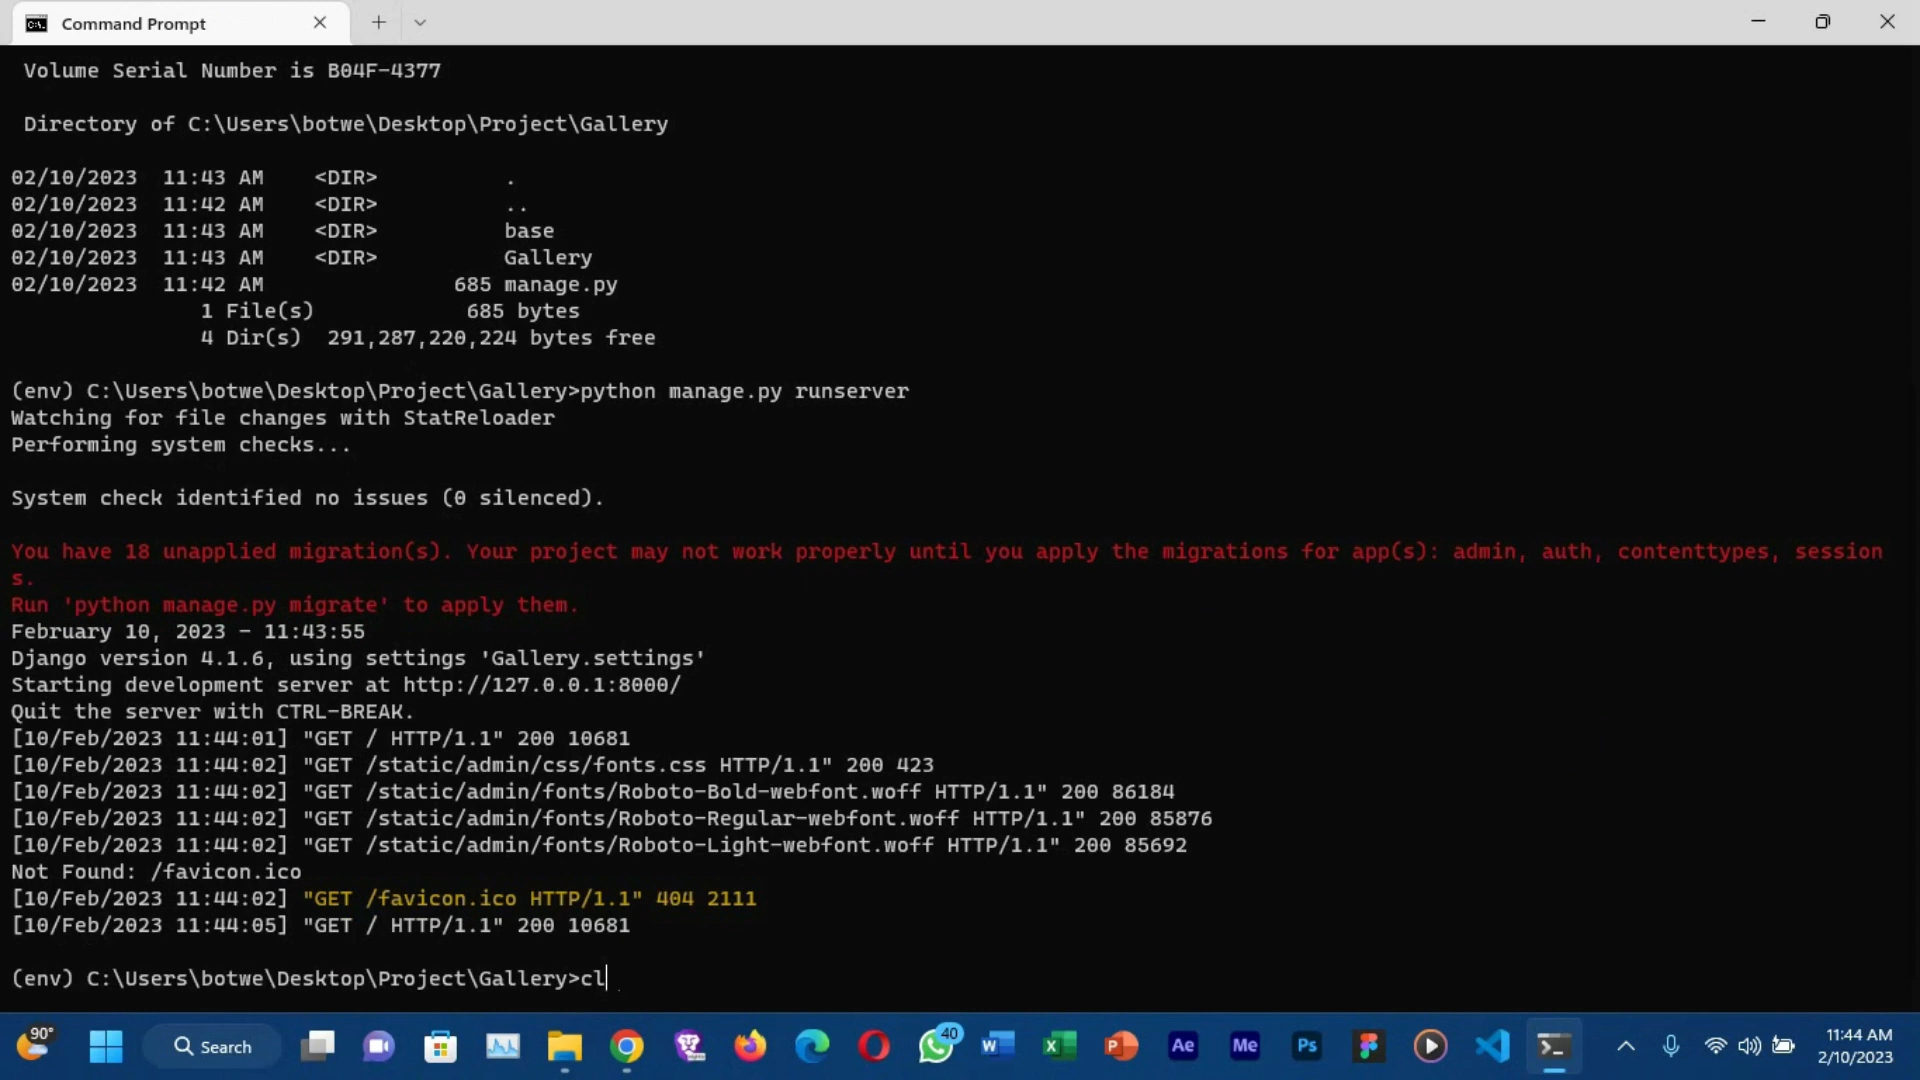 Command Prompt
Volume Serial Number is B04F-4377
Directory of C:\Users\botwe\Desktop\Project\Gallery
02/10/2023  11:43 AM    <DIR>          .
02/10/2023  11:42 AM    <DIR>          ..
02/10/2023  11:43 AM    <DIR>          base
02/10/2023  11:43 AM    <DIR>          Gallery
02/10/2023  11:42 AM               685 manage.py
1 File(s)            685 bytes
4 Dir(s)  291,287,220,224 bytes free
(env) C:\Users\botwe\Desktop\Project\Gallery>python manage.py runserver
Watching for file changes with StatReloader
Performing system checks...
System check identified no issues (0 silenced).
You have 18 unapplied migration(s). Your project may not work properly until you apply the migrations for app(s): admin, auth, contenttypes, session
s.
Run 'python manage.py migrate' to apply them.
February 10, 2023 - 11:43:55
Django version 4.1.6, using settings 'Gallery.settings'
Starting development server at http://127.0.0.1:8000/
Quit the server with CTRL-BREAK.
[10/Feb/2023 11:44:01] "GET / HTTP/1.1" 200 10681
[10/Feb/2023 11:44:02] "GET /static/admin/css/fonts.css HTTP/1.1" 200 423
[10/Feb/2023 11:44:02] "GET /static/admin/fonts/Roboto-Bold-webfont.woff HTTP/1.1" 200 86184
[10/Feb/2023 11:44:02] "GET /static/admin/fonts/Roboto-Regular-webfont.woff HTTP/1.1" 200 85876
[10/Feb/2023 11:44:02] "GET /static/admin/fonts/Roboto-Light-webfont.woff HTTP/1.1" 200 85692
Not Found: /favicon.ico
[10/Feb/2023 11:44:02] "GET /favicon.ico HTTP/1.1" 404 2111
[10/Feb/2023 11:44:05] "GET / HTTP/1.1" 200 10681
(env) C:\Users\botwe\Desktop\Project\Gallery>cl
90°
Search
40
W
X
P
Ae
Me
Ps
11:44 AM
2/10/2023